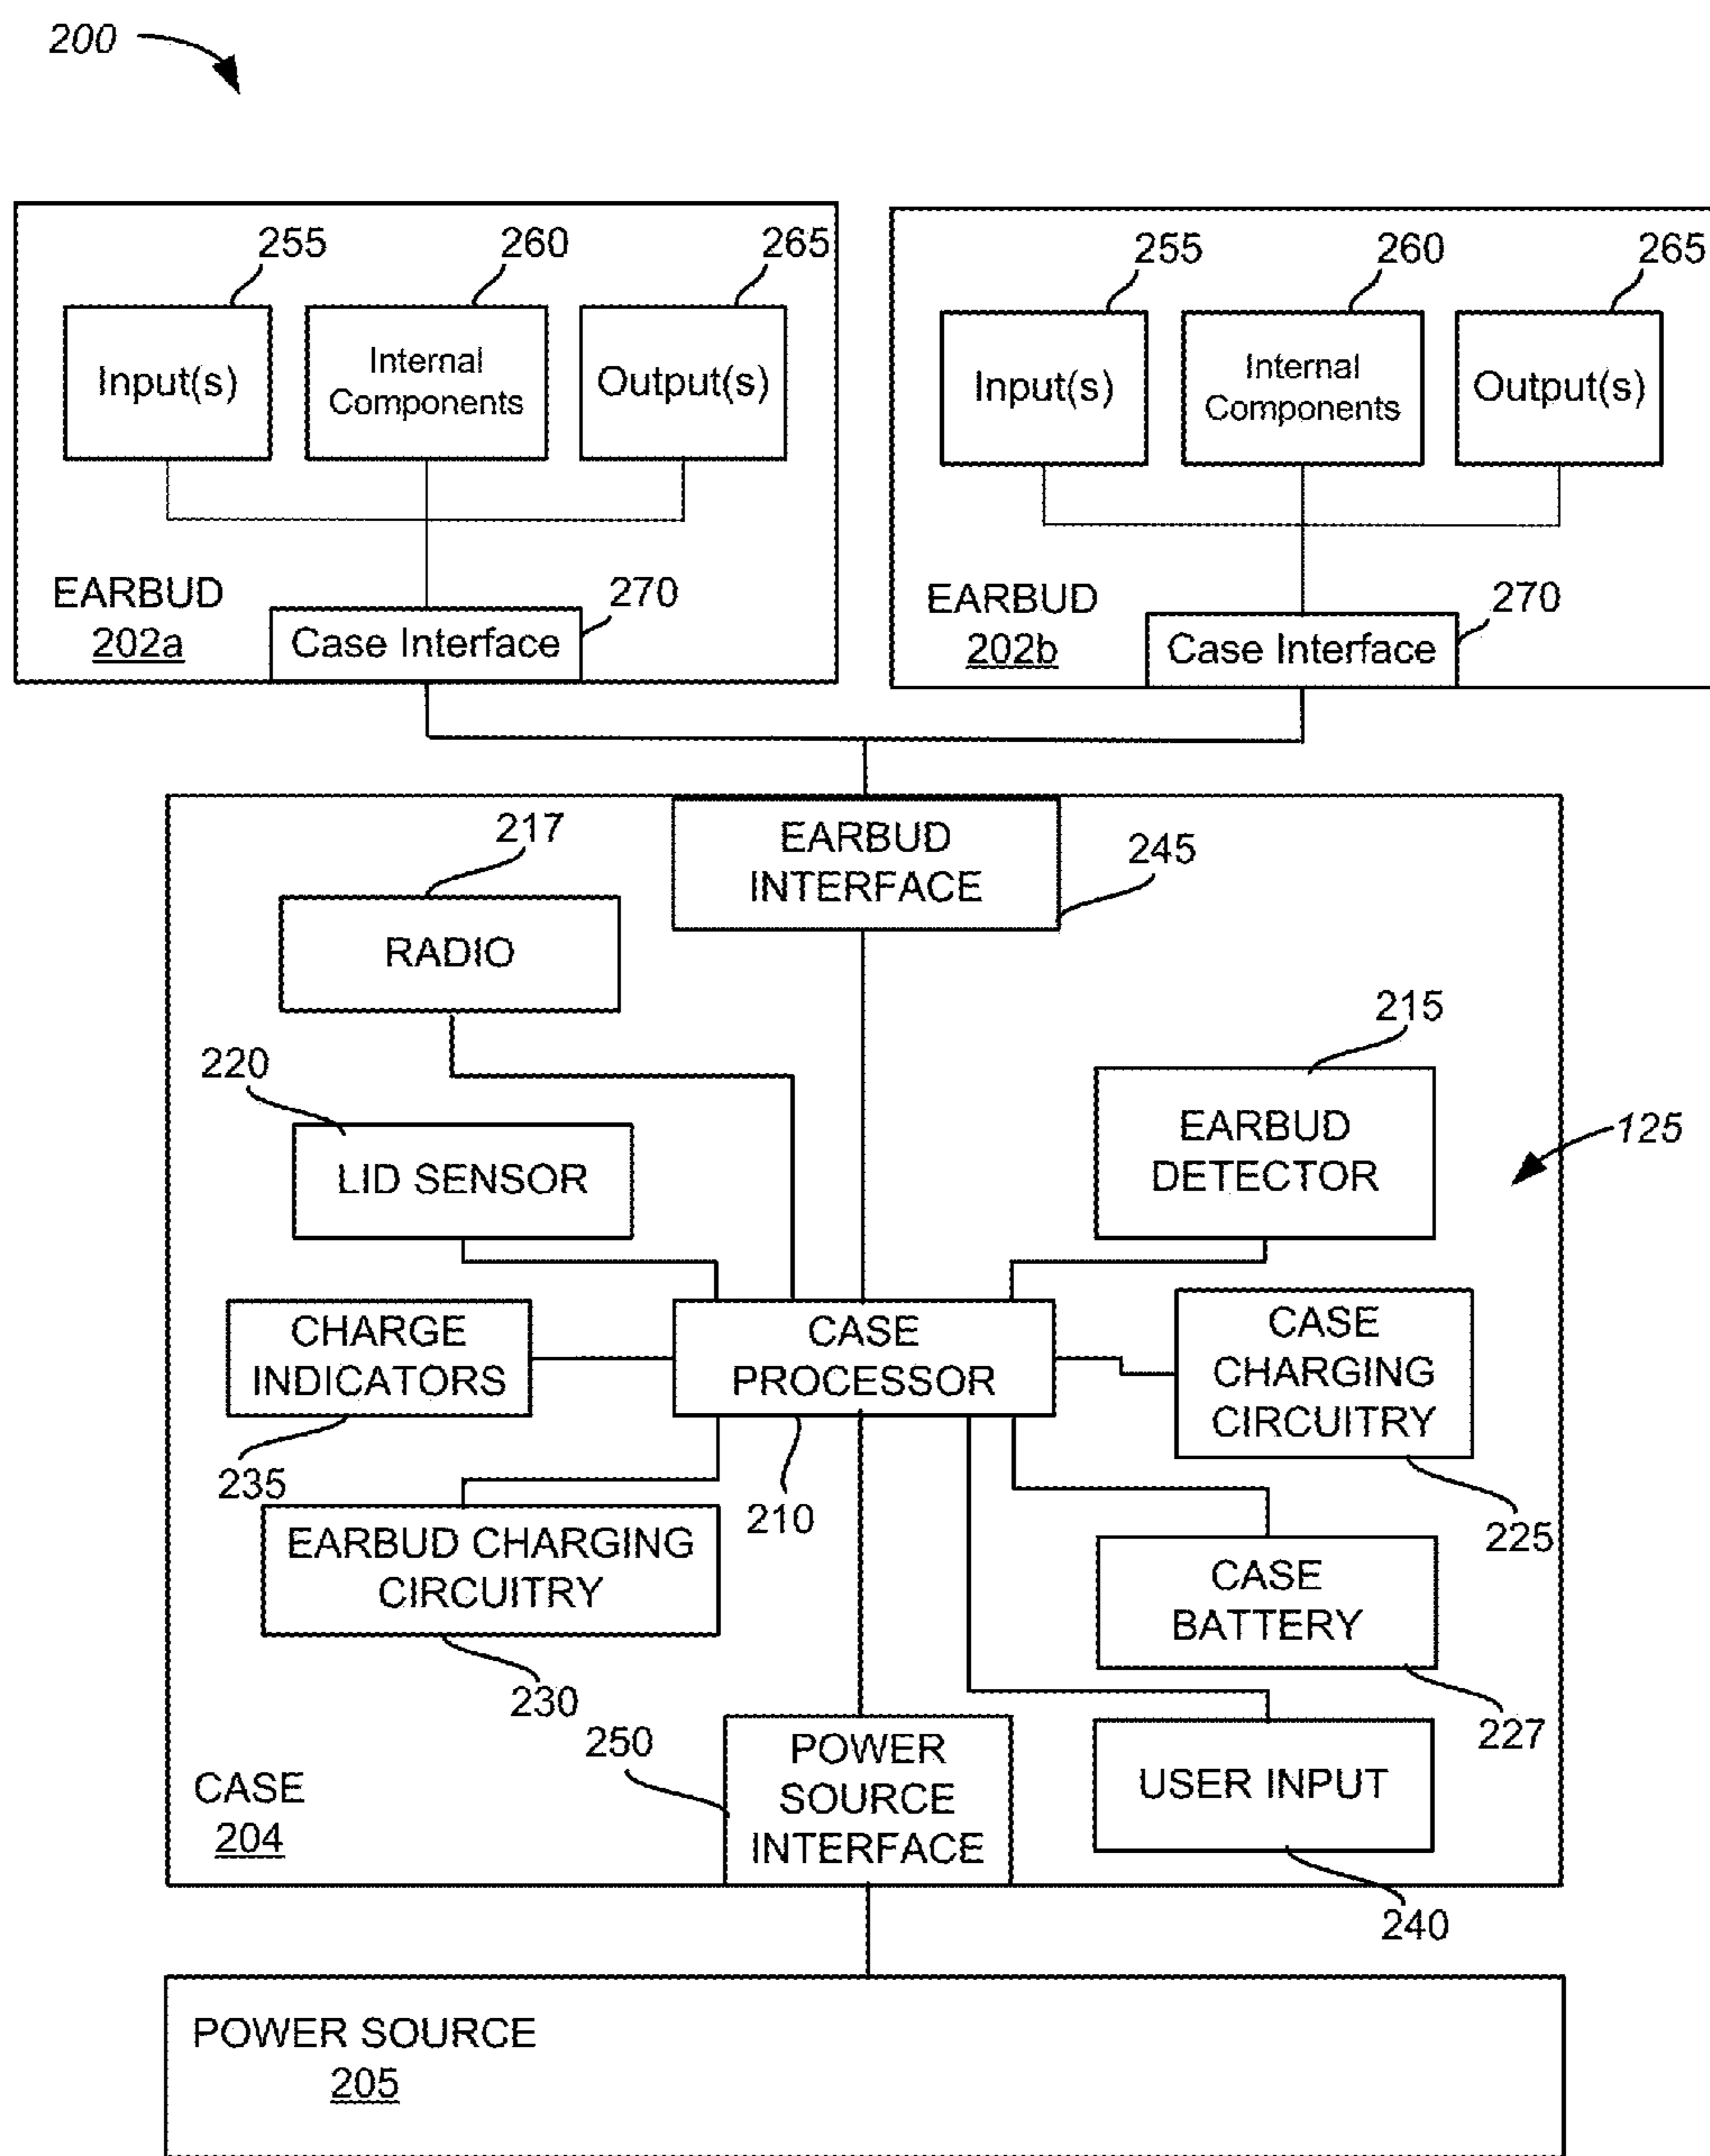 200
255
260
265
Input(s)
Internal
Components
Output(s)
EARBUD
202a
Case Interface
270
255
260
265
Input(s)
Internal
Components
Output(s)
EARBUD
202b
Case Interface
270
EARBUD
INTERFACE
245
217
RADIO
215
EARBUD
DETECTOR
125
220
LID SENSOR
CHARGE
INDICATORS
235
CASE
PROCESSOR
210
CASE
CHARGING
CIRCUITRY
225
EARBUD CHARGING
CIRCUITRY
230
CASE
BATTERY
227
250
POWER
SOURCE
INTERFACE
USER INPUT
240
CASE
204
POWER SOURCE
205